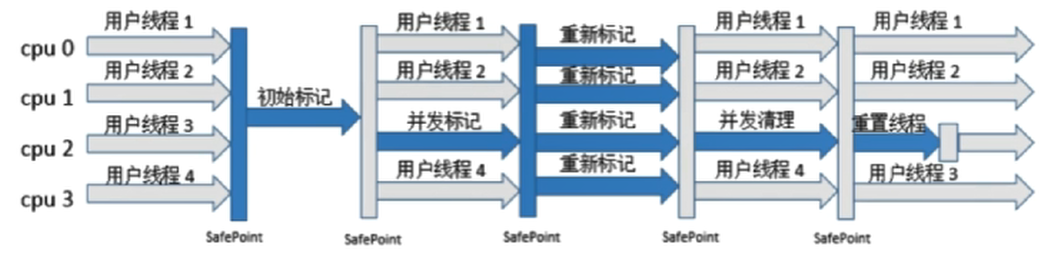 用户线程 1 用户线程 1 重新标记 用户线程 1 用户线程 1
cpu 0
用户线程 2 用户线程 2 重新标记 用户线程 2 用户线程 2
cpu 1 初始标记
用户线程 3 并发标记 重新标记 并发清理 重置线程
cpu 2
用户线程 4 用户线程 4 重新标记 用户线程 4 用户线程 3
cpu 3
SafePoint SafePoint SafePoint SafePoint SafePoint